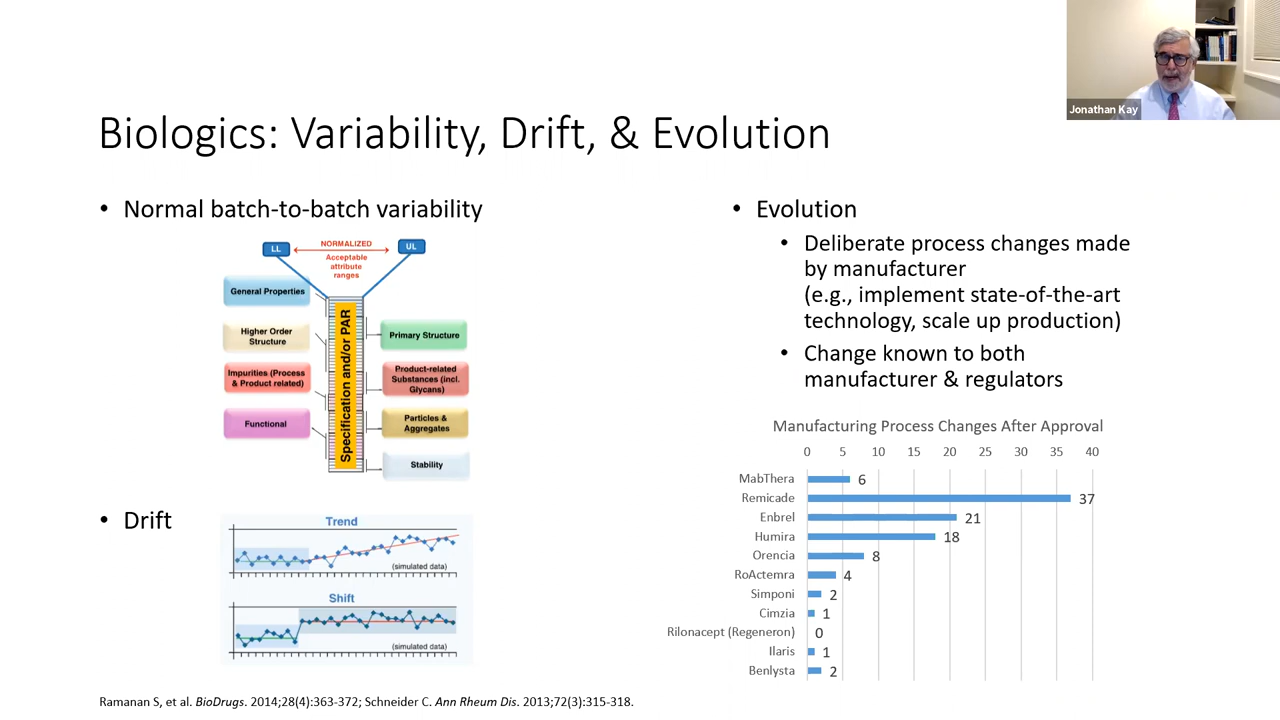 Jonathan Kay
Biologics: Variability, Drift, & Evolution
• Normal batch-to-batch variability
LL
NORMALIZED
UL
Acceptable
attribute
ranges
General Properties
Higher Order
Structure
Impurities (Process
& Product related)
Functional
Specification and/or PAR
Primary Structure
Product-related
Substances (incl.
Glycans)
Particles &
Aggregates
Stability
• Drift
Trend
(simulated data)
Shift
(simulated data)
• Evolution
• Deliberate process changes made
by manufacturer
(e.g., implement state-of-the-art
technology, scale up production)
• Change known to both
manufacturer & regulators
Manufacturing Process Changes After Approval
0 5 10 15 20 25 30 35 40
MabThera 6
Remicade 37
Enbrel 21
Humira 18
Orencia 8
RoActemra 4
Simponi 2
Cimzia 1
Rilonacept (Regeneron) 0
Ilaris 1
Benlysta 2
Ramanan S, et al. BioDrugs. 2014;28(4):363-372; Schneider C. Ann Rheum Dis. 2013;72(3):315-318.